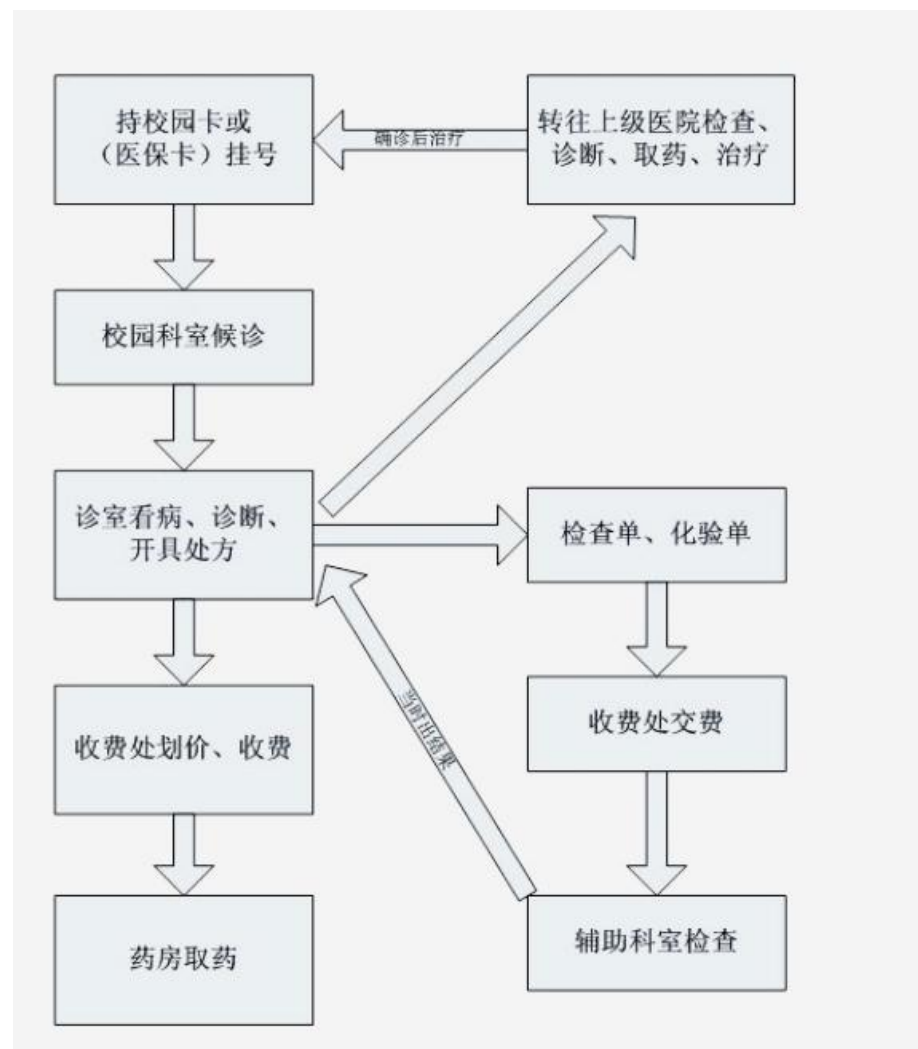 持校园卡或
（医保卡）挂号
确诊后治疗
转往上级医院检查、
诊断、取药、治疗
校园科室候诊
诊室看病、诊断、
开具处方
检查单、化验单
收费处划价、收费
当时出结果
收费处交费
药房取药
辅助科室检查